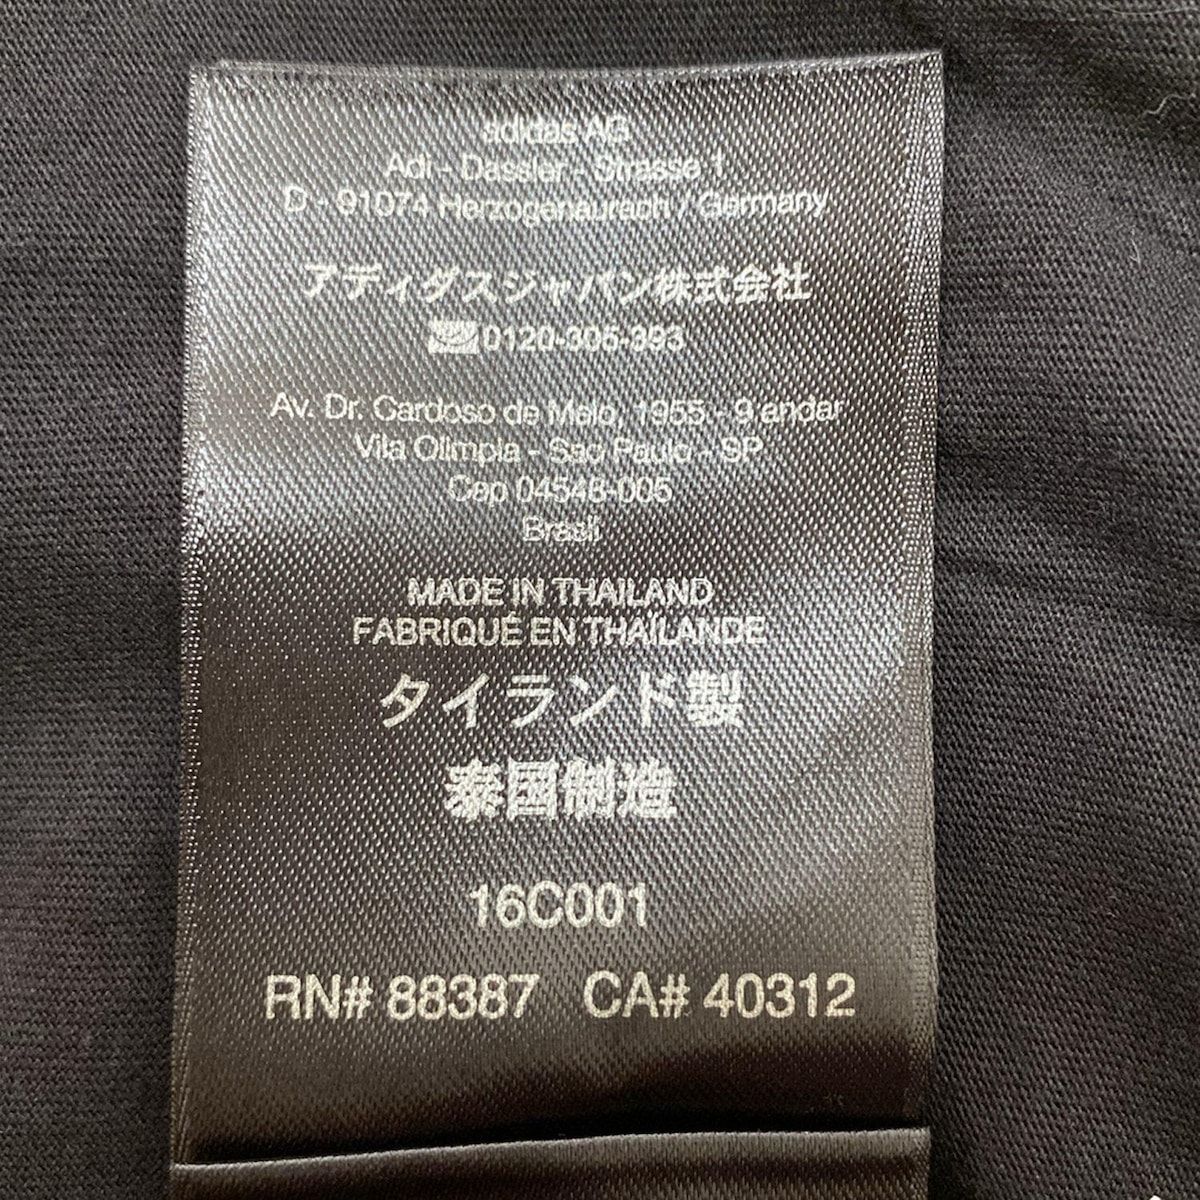 adidas AG
Adi - Dassler - Strasse 1
D - 91074 Herzogenaurach / Germany
アディダスジャパン株式会社
0120-305-393
Av. Dr. Cardoso de Melo, 1955 - 9 andar
Vila Olimpia - Sao Paulo - SP
Cep 04548-005
Brasil
MADE IN THAILAND
FABRIQUÉ EN THAÏLANDE
タイランド製
泰国制造
16C001
RN# 88387 CA# 40312